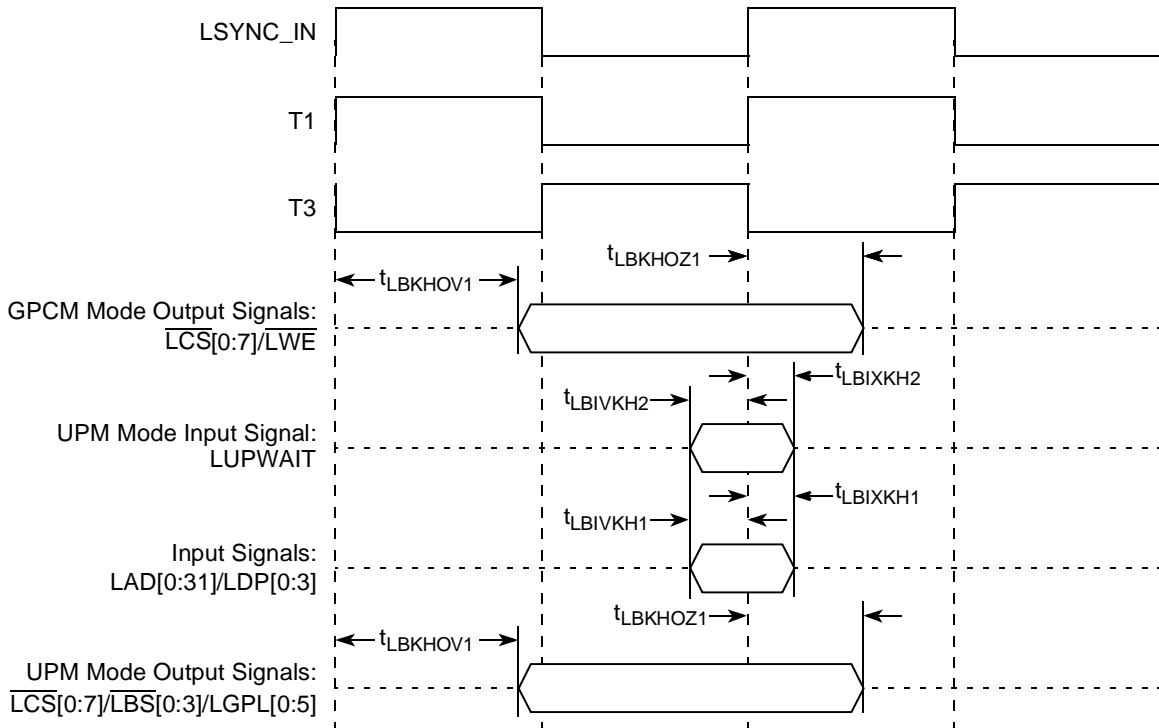 LSYNC_IN
T1
T3
tLBKHOZ1
tLBKHOV1
GPCM Mode Output Signals:
LCS[0:7]/LWE
tLBIXKH2
tLBIVKH2
UPM Mode Input Signal:
LUPWAIT
tLBIXKH1
tLBIVKH1
Input Signals:
LAD[0:31]/LDP[0:3]
tLBKHOZ1
tLBKHOV1
UPM Mode Output Signals:
LCS[0:7]/LBS[0:3]/LGPL[0:5]